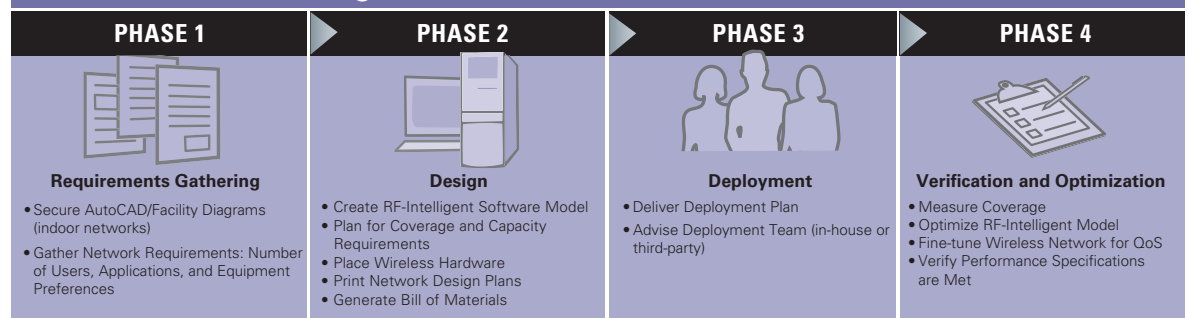 PHASE 1
PHASE 2
PHASE 3
PHASE 4
Requirements Gathering
• Secure AutoCAD/Facility Diagrams
(indoor networks)
• Gather Network Requirements: Number
of Users, Applications, and Equipment
Preferences
Design
• Create RF-Intelligent Software Model
• Plan for Coverage and Capacity
Requirements
• Place Wireless Hardware
• Print Network Design Plans
• Generate Bill of Materials
Deployment
• Deliver Deployment Plan
• Advise Deployment Team (in-house or
third-party)
Verification and Optimization
• Measure Coverage
• Optimize RF-Intelligent Model
• Fine-tune Wireless Network for QoS
• Verify Performance Specifications
are Met